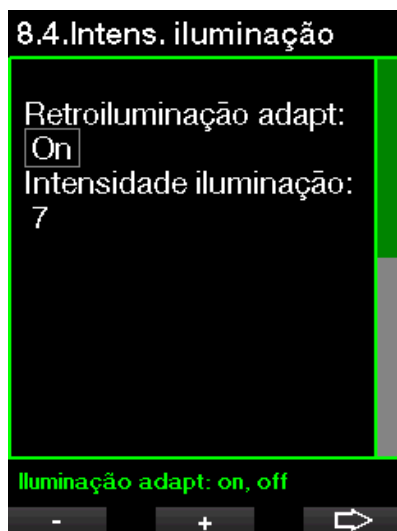 8.4.Intens. iluminação
Retroiluminação adapt:
On
Intensidade iluminação:
7
Iluminação adapt: on, off
- +